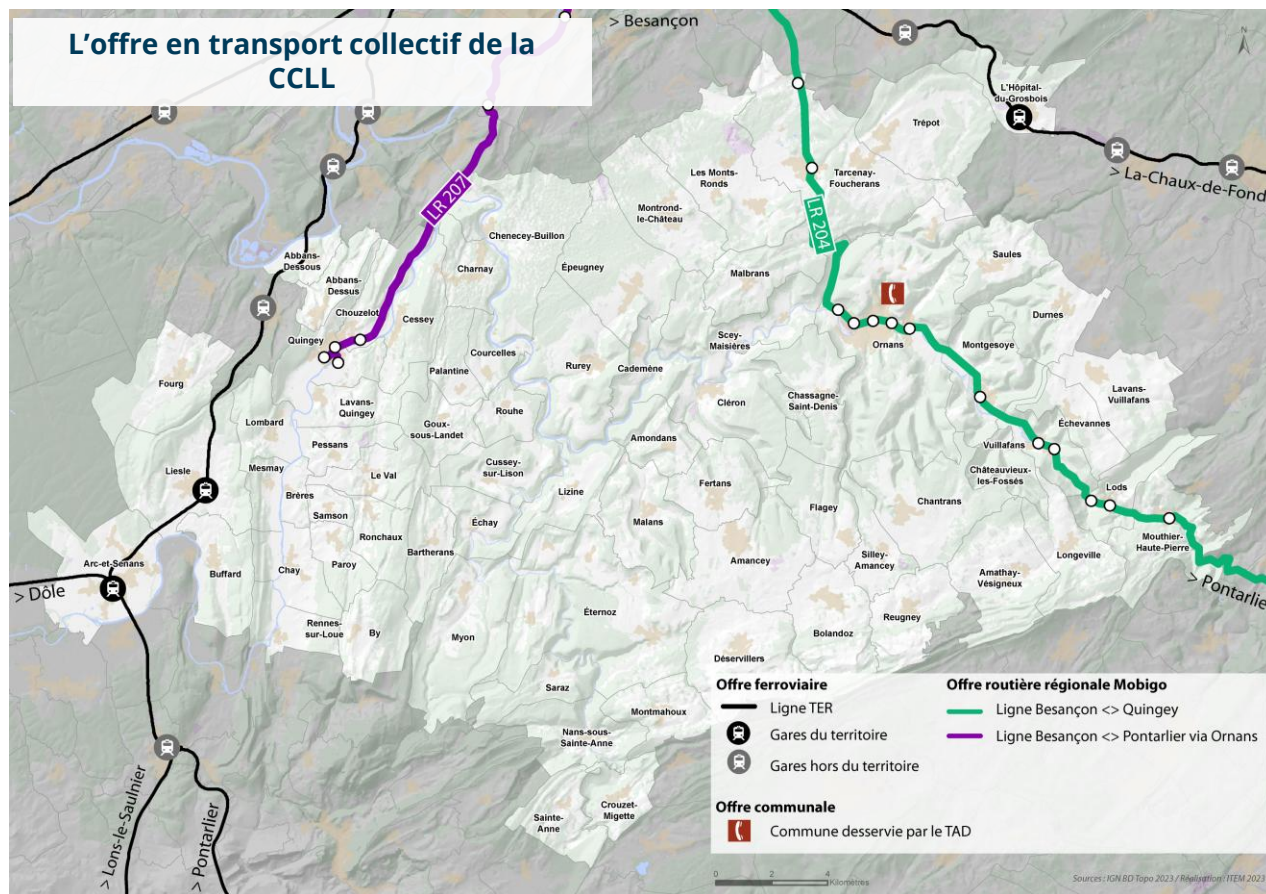 L'offre en transport collectif de la
CCLL
> Besançon
N
L'Hôpital-
du-Grosbois
Trépot
> La-Chaux-de-Fond
Les Monts-
Ronds
Tarcenay-
Foucherans
LR 207
LR 204
Montrond-
le-Château
Chenecey-Buillon
Abbans-
Dessous
Charnay
Épeugney
Malbrans
Saules
Abbans-
Dessus
Chouzelot
Cessey
Durnes
Quingey
Scey-
Maisières
Ornans
Montgesoye
Courcelles
Palantine
Rurey
Cademène
Fourg
Lavans-
Quingey
Rouhe
Cléron
Chassagne-
Saint-Denis
Lavans-
Vuillafans
Lombard
Goux-
sous-Landet
Échevannes
Pessans
Amondans
Vuillafans
Liesle
Mesmay
Le Val
Cussey-
sur-Lison
Châteauvieux-
les-Fossés
Brères
Lizine
Fertans
Chantrans
Lods
Samson
Échay
Malans
Flagey
Ronchaux
Mouthier-
Haute-Pierre
Bartherans
Amancey
Silley-
Amancey
Longeville
Arc-et-Senans
Buffard
Chay
Paroy
Amathay-
Vésigneux
> Dôle
> Pontarlie
Éternoz
Reugney
Rennes-
sur-Loue
By
Myon
Bolandoz
Déservillers
Saraz
Montmahoux
Nans-sous-
Sainte-Anne
Crouzet-
Migette
Sainte-
Anne
> Lons-le-Saulnier
> Pontarlier
Offre ferroviaire
Ligne TER
Gares du territoire
Gares hors du territoire
Offre communale
Commune desservie par le TAD
Offre routière régionale Mobigo
Ligne Besançon <> Quingey
Ligne Besançon <> Pontarlier via Ornans
0 2 4
Kilomètres
Sources : IGN BD Topo 2023 / Réalisation : ITEM 2023